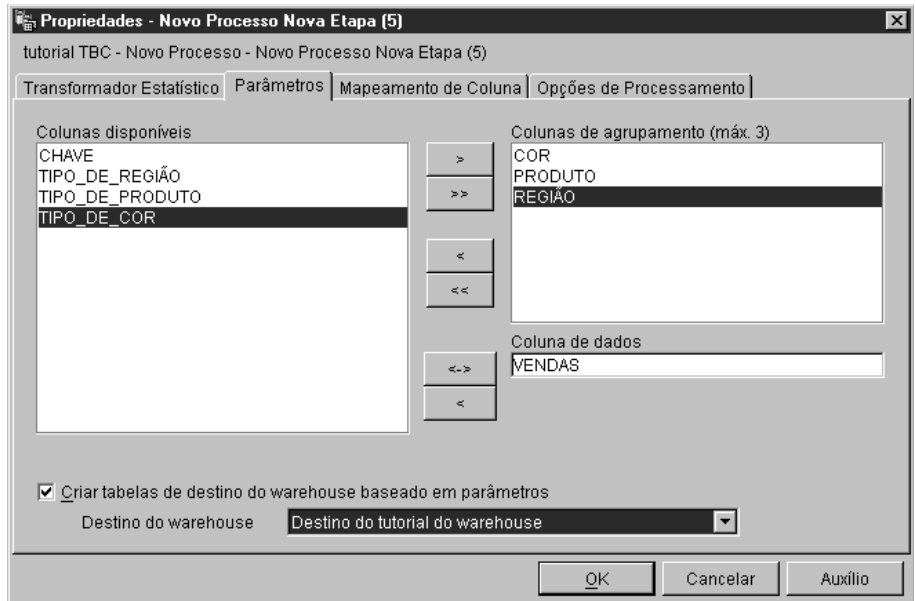 Propriedades - Novo Processo Nova Etapa (5)
tutorial TBC - Novo Processo - Novo Processo Nova Etapa (5)
Transformador Estatístico Parâmetros Mapeamento de Coluna Opções de Processamento
Colunas disponíveis
CHAVE
TIPO_DE_REGIÃO
TIPO_DE_PRODUTO
TIPO_DE_COR
>
>>
<
<<
<->
<
Colunas de agrupamento (máx. 3)
COR
PRODUTO
REGIÃO
Coluna de dados
VENDAS
Criar tabelas de destino do warehouse baseado em parâmetros
Destino do warehouse Destino do tutorial do warehouse
OK Cancelar Auxílio